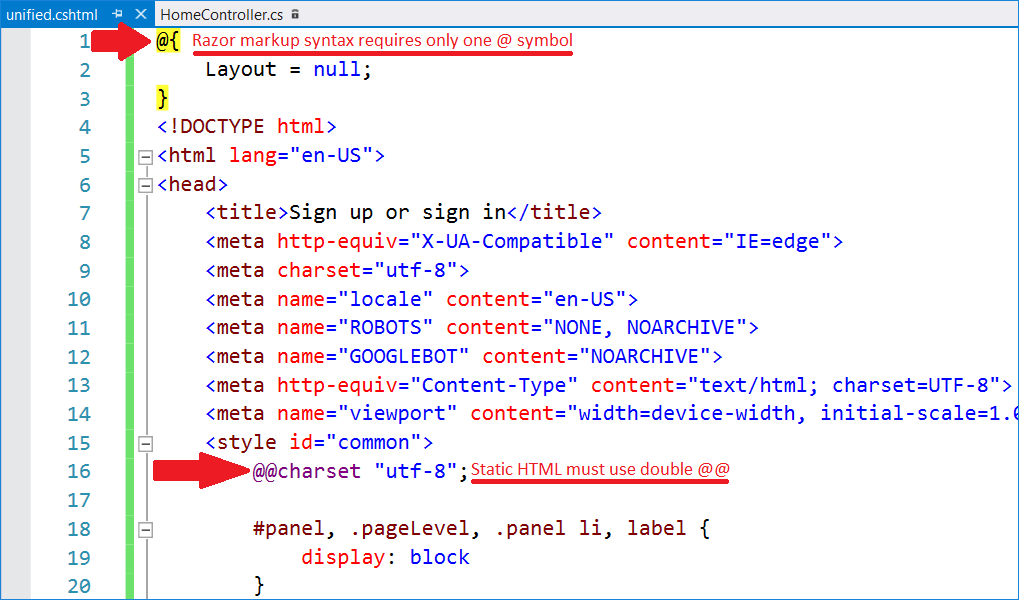 unified.cshtml HomeController.cs
1 @{ Razor markup syntax requires only one @ symbol
2 Layout = null;
3 }
4 <!DOCTYPE html>
5 <html lang="en-US">
6 <head>
7 <title>Sign up or sign in</title>
8 <meta http-equiv="X-UA-Compatible" content="IE=edge">
9 <meta charset="utf-8">
10 <meta name="locale" content="en-US">
11 <meta name="ROBOTS" content="NONE, NOARCHIVE">
12 <meta name="GOOGLEBOT" content="NOARCHIVE">
13 <meta http-equiv="Content-Type" content="text/html; charset=UTF-8">
14 <meta name="viewport" content="width=device-width, initial-scale=1.0
15 <style id="common">
16 @@charset "utf-8"; Static HTML must use double @@
17
18 #panel, .pageLevel, .panel li, label {
19 display: block
20 }